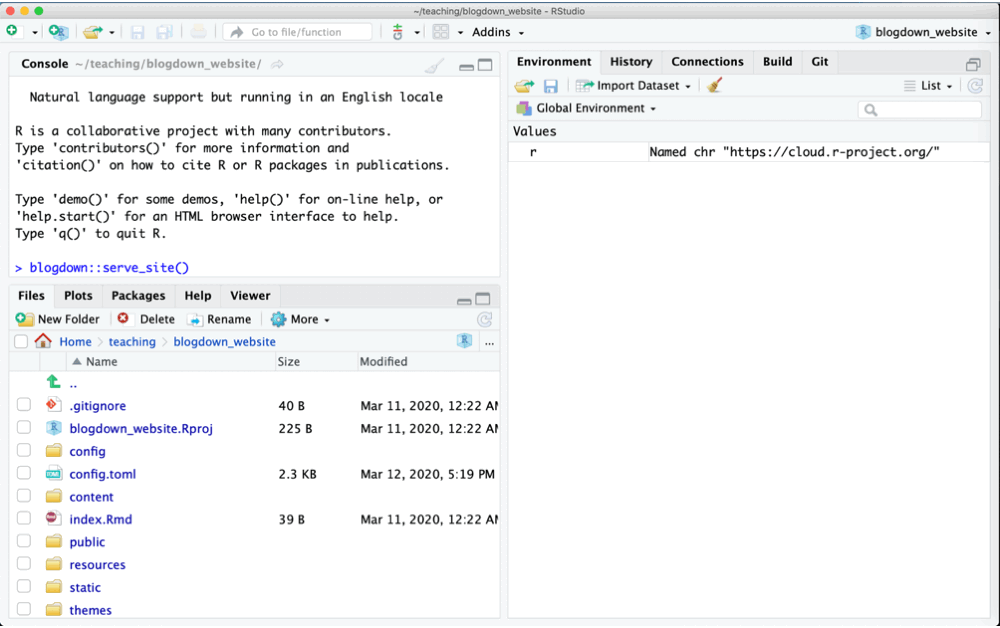 ~/teaching/blogdown_website - RStudio
Go to file/function
Addins
blogdown_website
Console ~/teaching/blogdown_website/
Natural language support but running in an English locale
R is a collaborative project with many contributors.
Type 'contributors()' for more information and
'citation()' on how to cite R or R packages in publications.
Type 'demo()' for some demos, 'help()' for on-line help, or
'help.start()' for an HTML browser interface to help.
Type 'q()' to quit R.
> blogdown::serve_site()
Files Plots Packages Help Viewer
New Folder Delete Rename More
Home > teaching > blogdown_website ...
Name Size Modified
..
.gitignore 40 B Mar 11, 2020, 12:22 AM
blogdown_website.Rproj 225 B Mar 11, 2020, 12:22 AM
config
config.toml 2.3 KB Mar 12, 2020, 5:19 PM
content
index.Rmd 39 B Mar 11, 2020, 12:22 AM
public
resources
static
themes
Environment History Connections Build Git
Import Dataset List
Global Environment
Values
r Named chr "https://cloud.r-project.org/"